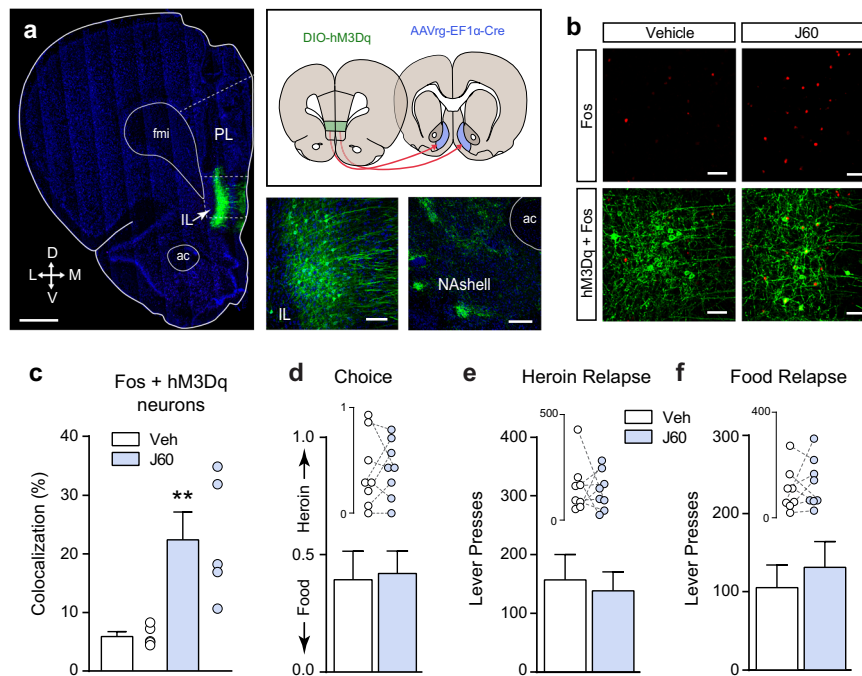 a
fmi
PL
IL
ac
D
L M
V
DIO-hM3Dq
AAVrg-EF1α-Cre
IL
ac
NAshell
b
Vehicle
J60
Fos
hM3Dq + Fos
c
Fos + hM3Dq
neurons
Veh
J60
Colocalization (%)
40
30
20
10
0
**
d
Choice
1
0
1.0
0.5
0.0
Heroin
Food
e
Heroin Relapse
500
0
Veh
J60
Lever Presses
400
300
200
100
0
f
Food Relapse
400
0
Lever Presses
300
200
100
0